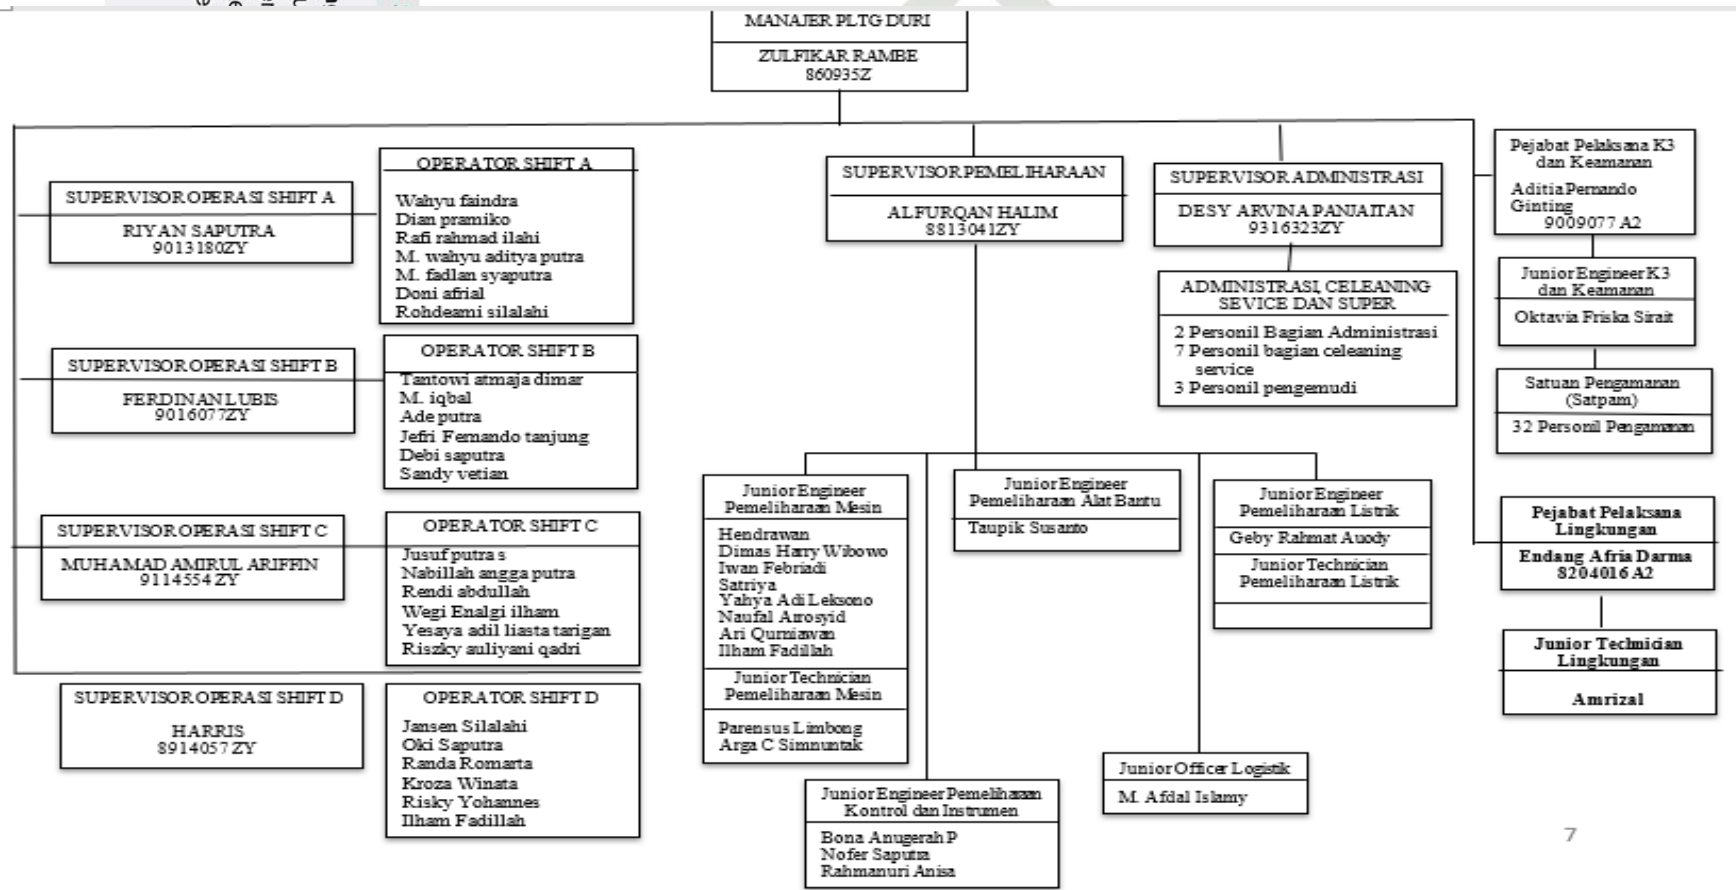 MANAJER PLTG DURI
ZULFIKAR RAMBE
860935Z
SUPERVISOR OPERASI SHIFT A
RIYAN SAPUTRA
9013180ZY
OPERATOR SHIFT A
Wahyu faindra
Dian pramiko
Rafi rahmad ilahi
M. wahyu aditya putra
M. fadlan syaputra
Doni afrial
Rohdeami silalahi
SUPERVISOR OPERASI SHIFT B
FERDINAN LUBIS
9016077ZY
OPERATOR SHIFT B
Tantowi atmaja dimar
M. iqbal
Ade putra
Jefri Fernando tanjung
Debi saputra
Sandy vetian
SUPERVISOR OPERASI SHIFT C
MUHAMAD AMIRUL ARIFFIN
9114554 ZY
OPERATOR SHIFT C
Jusuf putra s
Nabillah angga putra
Rendi abdullah
Wegi Enalgi ilham
Yesaya adil liasta tarigan
Riszky auliyani qadri
SUPERVISOR OPERASI SHIFT D
HARRIS
8914057 ZY
OPERATOR SHIFT D
Jansen Silalahi
Oki Saputra
Randa Romarta
Kroza Winata
Risky Yohannes
Ilham Fadillah
SUPERVISOR PEMELIHARAAN
ALFURQAN HALIM
8813041ZY
Junior Engineer
Pemeliharaan Mesin
Hendrawan
Dimas Harry Wibowo
Iwan Febriadi
Satriya
Yahya Adi Leksono
Naufal Arrosyid
Ari Qurniawan
Ilham Fadillah
Junior Technician
Pemeliharaan Mesin
Parensus Limbong
Arga C Simnuntak
Junior Engineer Pemeliharaan
Kontrol dan Instrumen
Bona Anugerah P
Nofer Saputra
Rahmanuri Anisa
Junior Engineer
Pemeliharaan Alat Bantu
Taupik Susanto
Junior Officer Logistik
M. Afdal Islamy
Junior Engineer
Pemeliharaan Listrik
Geby Rahmat Auody
Junior Technician
Pemeliharaan Listrik
SUPERVISOR ADMINISTRASI
DESY ARVINA PANJAITAN
9316323ZY
ADMINISTRASI, CELEANING
SEVICE DAN SUPER
2 Personil Bagian Administrasi
7 Personil bagian celeaning
service
3 Personil pengemudi
Pejabat Pelaksana K3
dan Keamanan
Aditia Pernando
Ginting
9009077 A2
Junior Engineer K3
dan Keamanan
Oktavia Friska Sirait
Satuan Pengamanan
(Satpam)
32 Personil Pengamanan
Pejabat Pelaksana
Lingkungan
Endang Afria Darma
8204016 A2
Junior Technician
Lingkungan
Amrizal
7